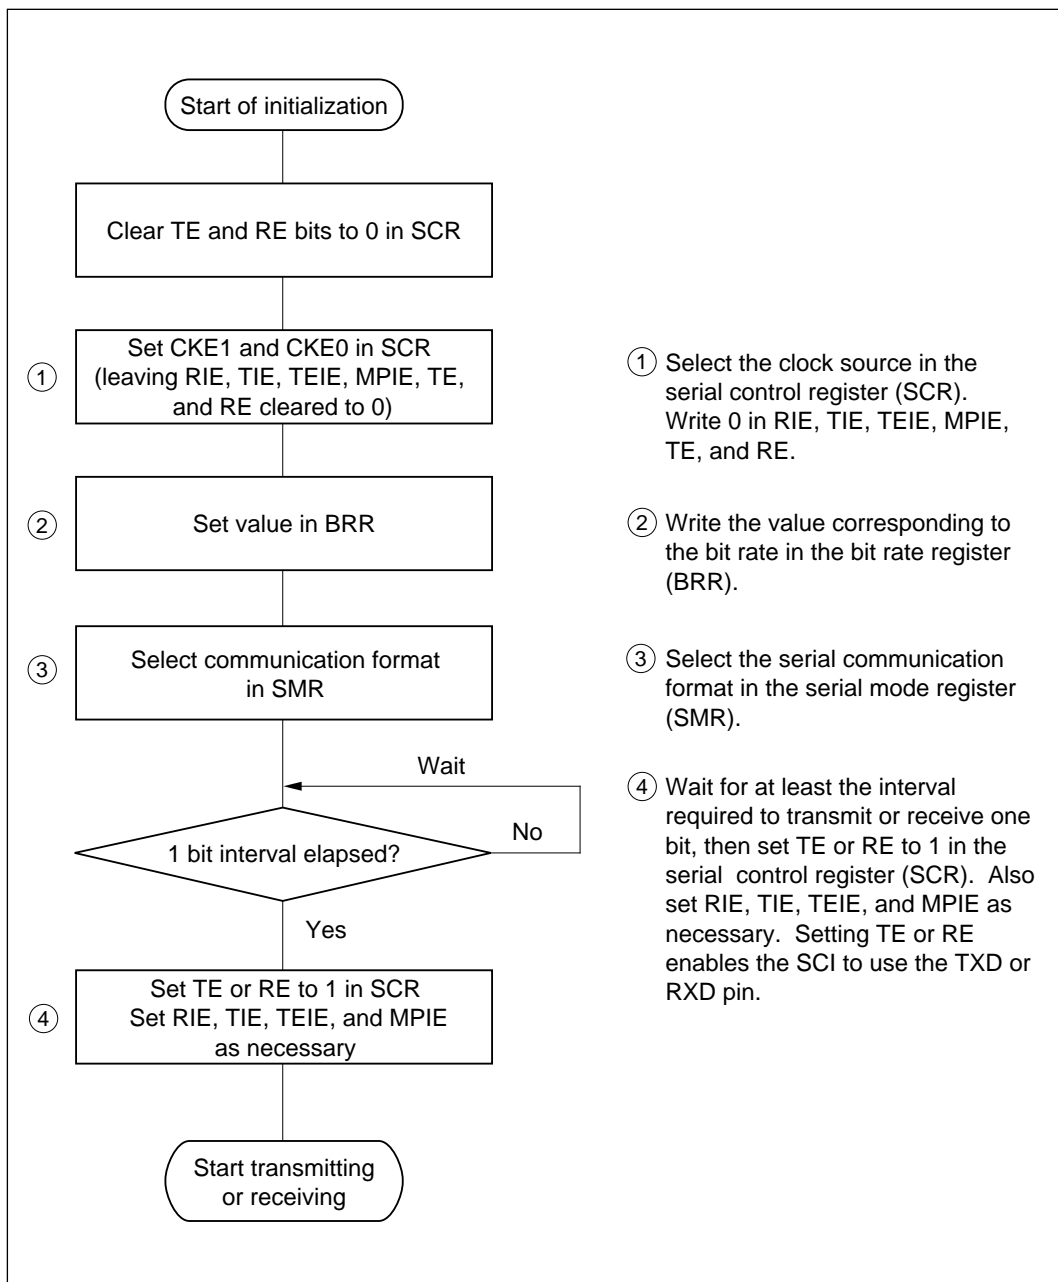 Start of initialization
Clear TE and RE bits to 0 in SCR
1
Set CKE1 and CKE0 in SCR
(leaving RIE, TIE, TEIE, MPIE, TE,
and RE cleared to 0)
2
Set value in BRR
3
Select communication format
in SMR
Wait
1 bit interval elapsed?
No
Yes
4
Set TE or RE to 1 in SCR
Set RIE, TIE, TEIE, and MPIE
as necessary
Start transmitting
or receiving
1 Select the clock source in the
serial control register (SCR).
Write 0 in RIE, TIE, TEIE, MPIE,
TE, and RE.
2 Write the value corresponding to
the bit rate in the bit rate register
(BRR).
3 Select the serial communication
format in the serial mode register
(SMR).
4 Wait for at least the interval
required to transmit or receive one
bit, then set TE or RE to 1 in the
serial  control register (SCR).  Also
set RIE, TIE, TEIE, and MPIE as
necessary.  Setting TE or RE
enables the SCI to use the TXD or
RXD pin.